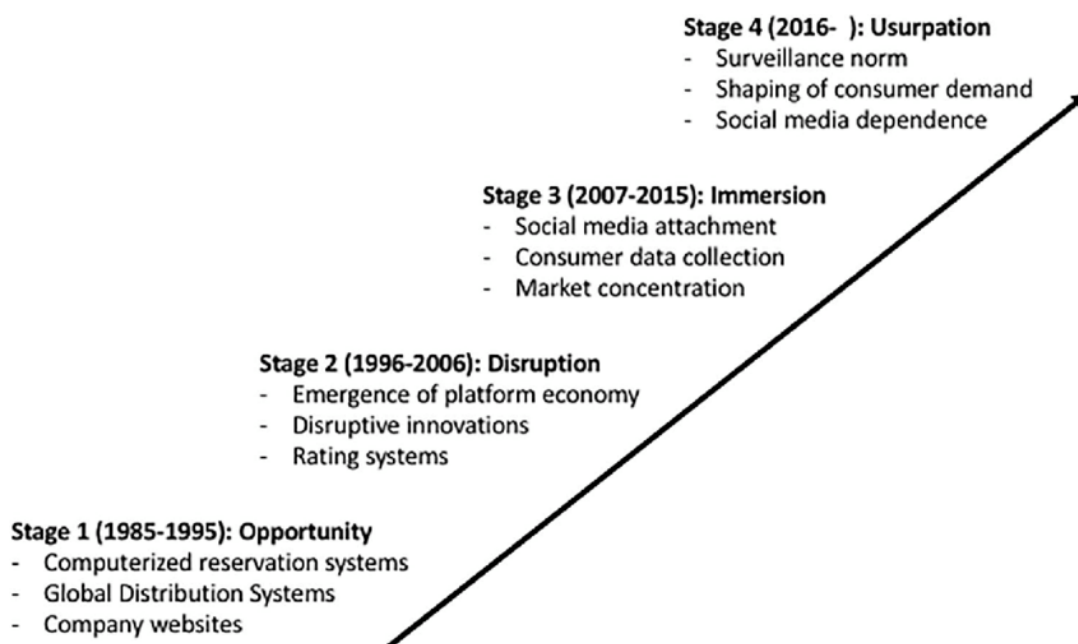 Stage 4 (2016- ): Usurpation
- Surveillance norm
- Shaping of consumer demand
- Social media dependence
Stage 3 (2007-2015): Immersion
- Social media attachment
- Consumer data collection
- Market concentration
Stage 2 (1996-2006): Disruption
- Emergence of platform economy
- Disruptive innovations
- Rating systems
Stage 1 (1985-1995): Opportunity
- Computerized reservation systems
- Global Distribution Systems
- Company websites